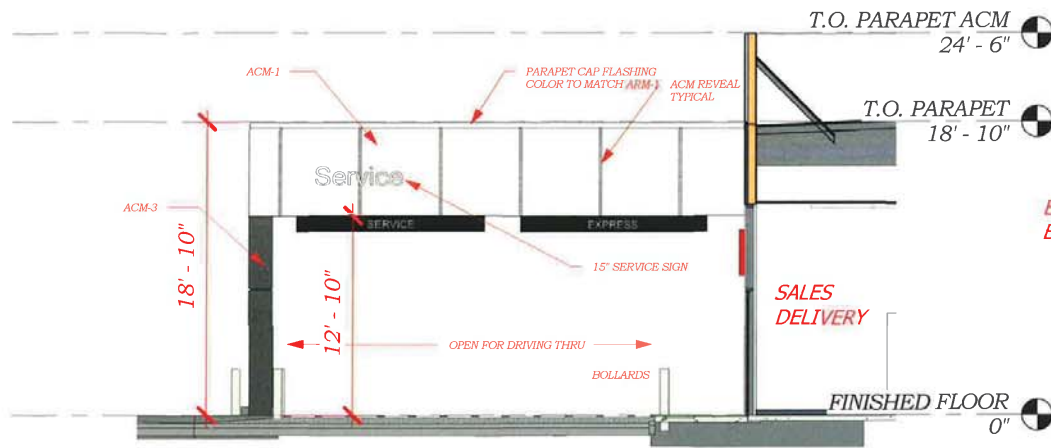 T.O. PARAPET ACM
24' - 6"
ACM-1
PARAPET CAP FLASHING
COLOR TO MATCH ARM-1
ACM REVEAL
TYPICAL
T.O. PARAPET
18' - 10"
Service
ACM-3
SERVICE
EXPRESS
18' - 10"
12' - 10"
15" SERVICE SIGN
E
E
SALES
DELIVERY
OPEN FOR DRIVING THRU
BOLLARDS
FINISHED FLOOR
0"